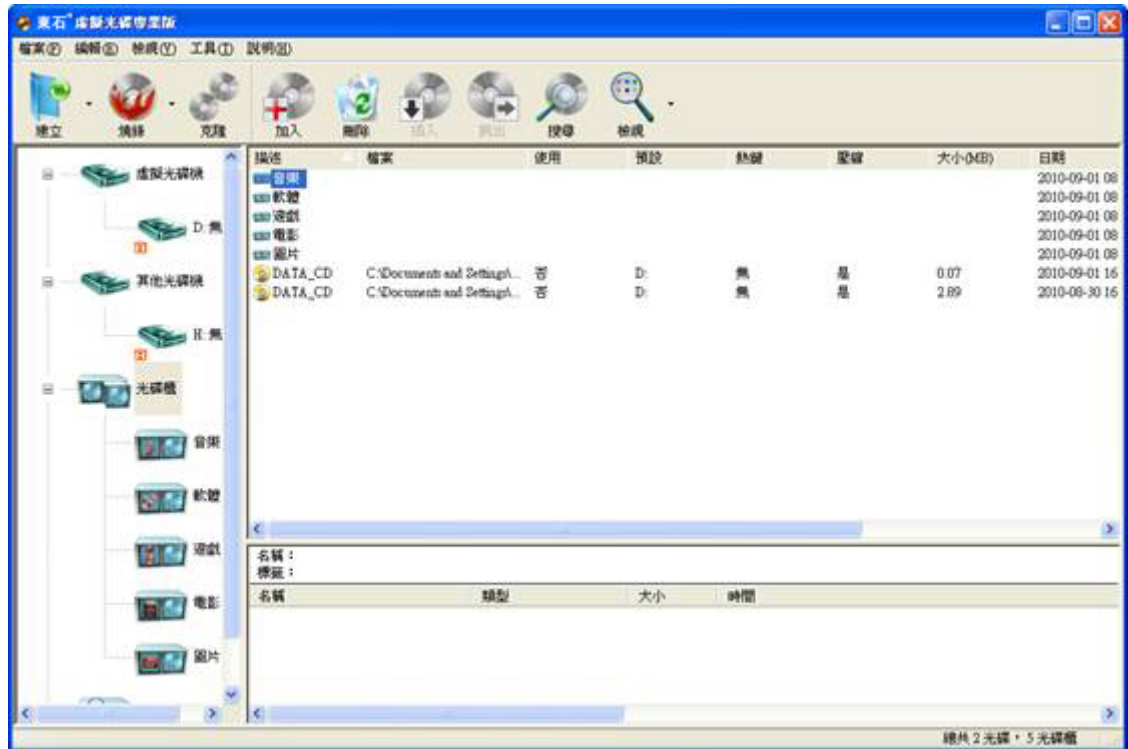 東石 虛擬光碟專業版
檔案(F) 編輯(E) 檢視(V) 工具(T) 說明(H)
建立 燒錄 克隆 加入 刪除 插入 跳出 搜尋 檢視
虛擬光碟機
D: 無
其他光碟機
H: 無
光碟櫃
音樂
軟體
遊戲
電影
圖片
描述 檔案 使用 預設 熱鍵 壓縮 大小(MB) 日期
音樂 2010-09-01 08
軟體 2010-09-01 08
遊戲 2010-09-01 08
電影 2010-09-01 08
圖片 2010-09-01 08
DATA_CD C:\Documents and Settings\... 否 D: 無 是 0.07 2010-09-01 16
DATA_CD C:\Documents and Settings\... 否 D: 無 是 2.89 2010-08-30 16
名稱：
標籤：
名稱 類型 大小 時間
總共 2 光碟，5 光碟櫃